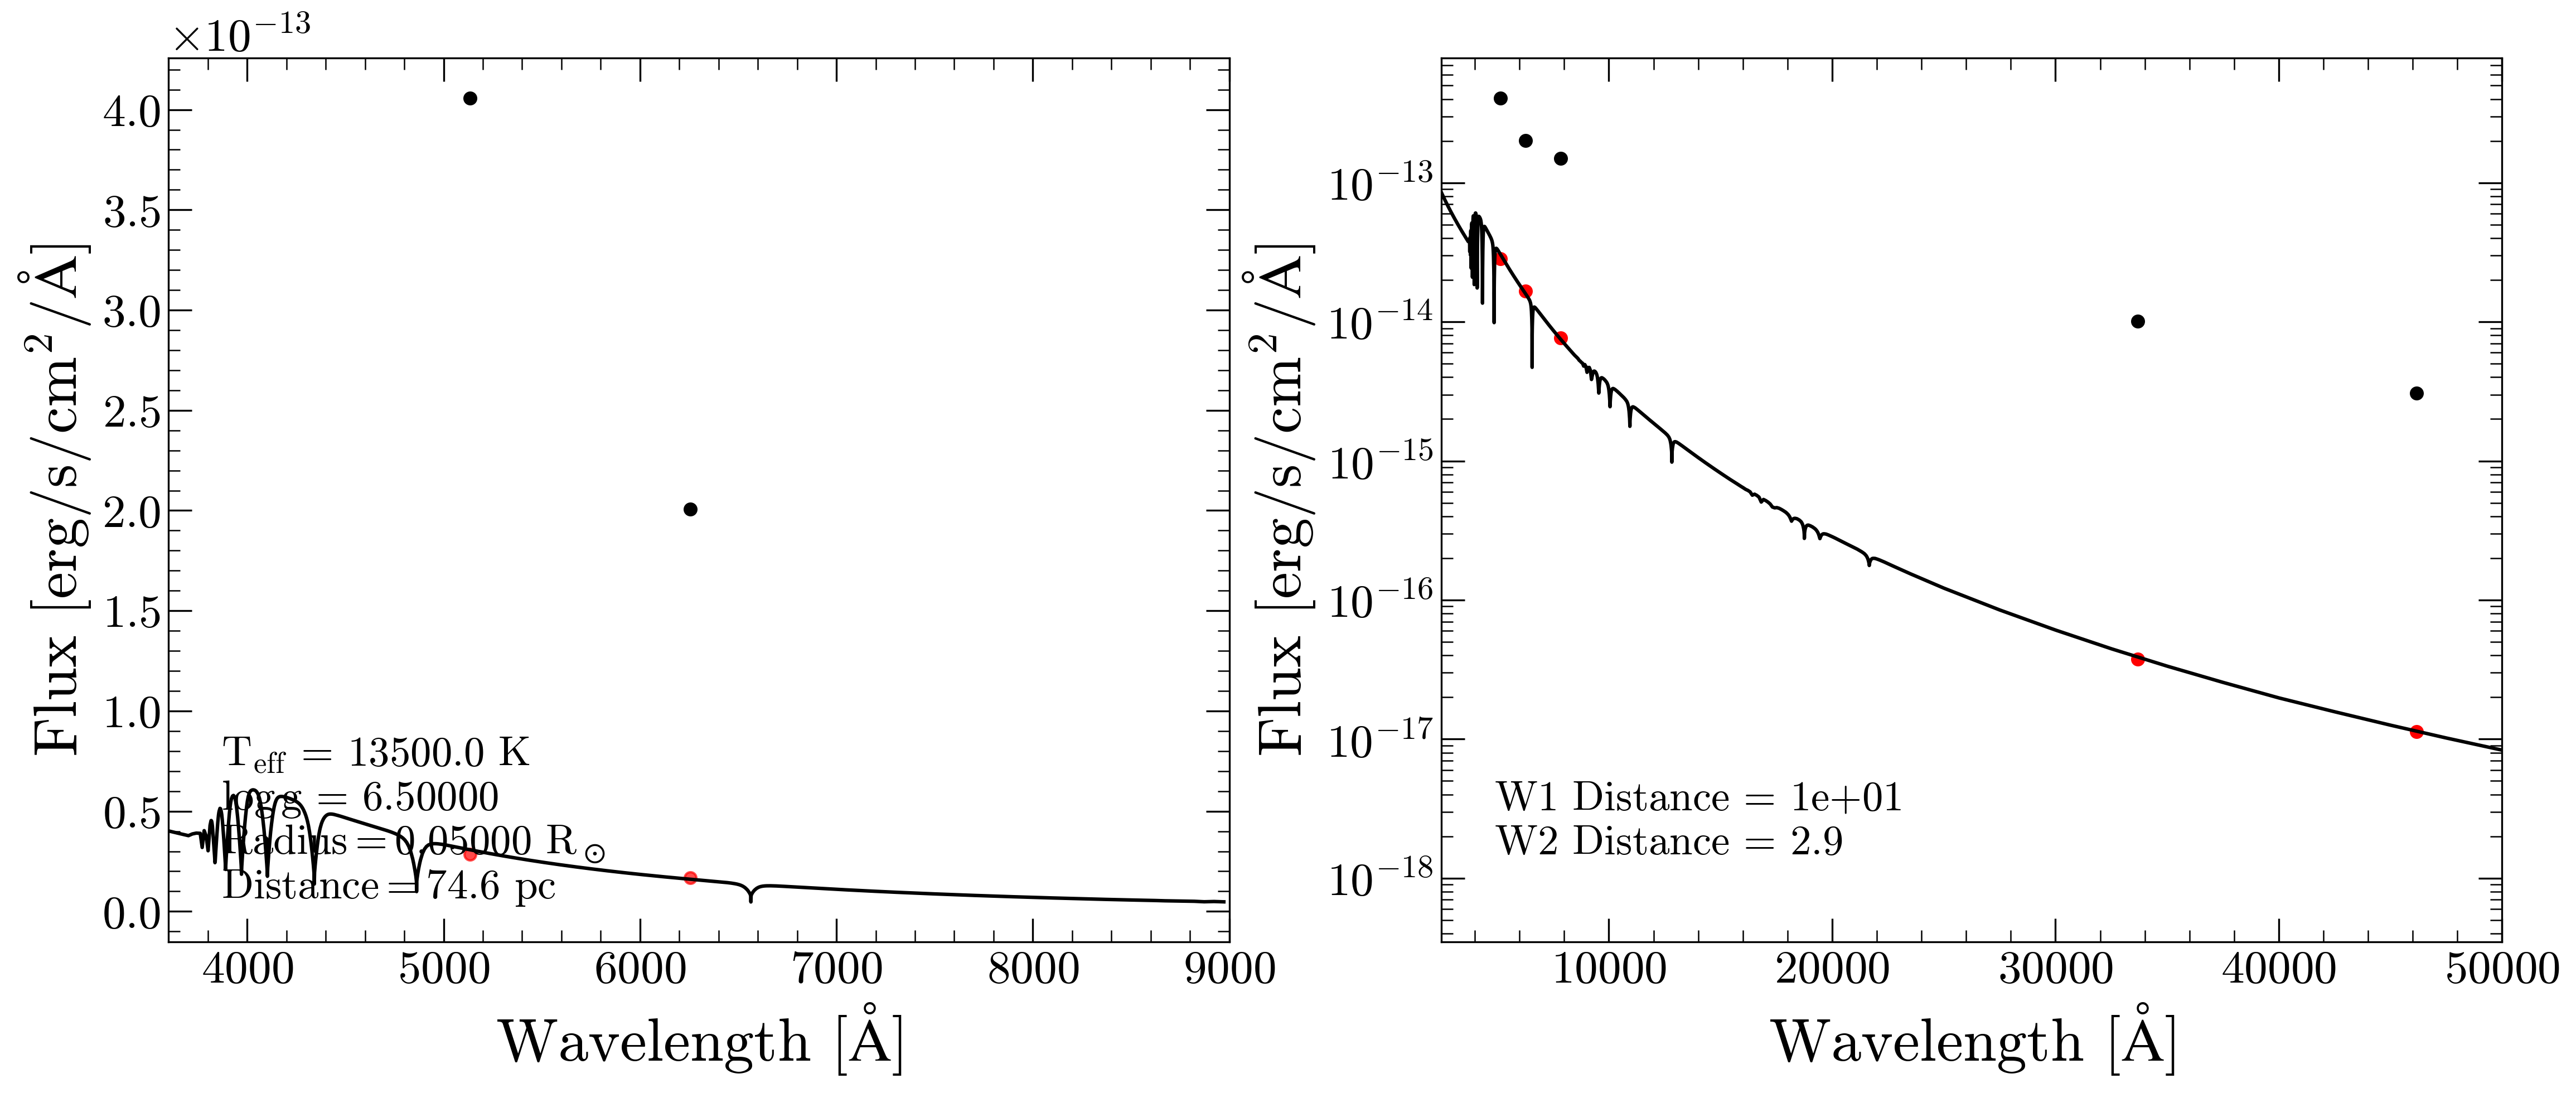 ×10⁻¹³
4.0
3.5
3.0
2.5
2.0
1.5
1.0
0.5
0.0
Flux [erg/s/cm²/Å]
T_eff = 13500.0 K
log g = 6.50000
Radius = 0.05000 R_⊙
Distance = 74.6 pc
4000 5000 6000 7000 8000 9000
Wavelength [Å]
10⁻¹³
10⁻¹⁴
10⁻¹⁵
10⁻¹⁶
10⁻¹⁷
10⁻¹⁸
Flux [erg/s/cm²/Å]
W1 Distance = 1e+01
W2 Distance = 2.9
10000 20000 30000 40000 50000
Wavelength [Å]